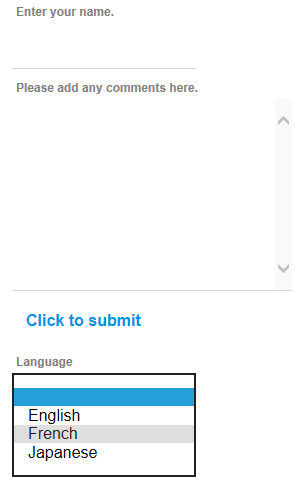 Enter your name.
Please add any comments here.
Click to submit
Language
English
French
Japanese